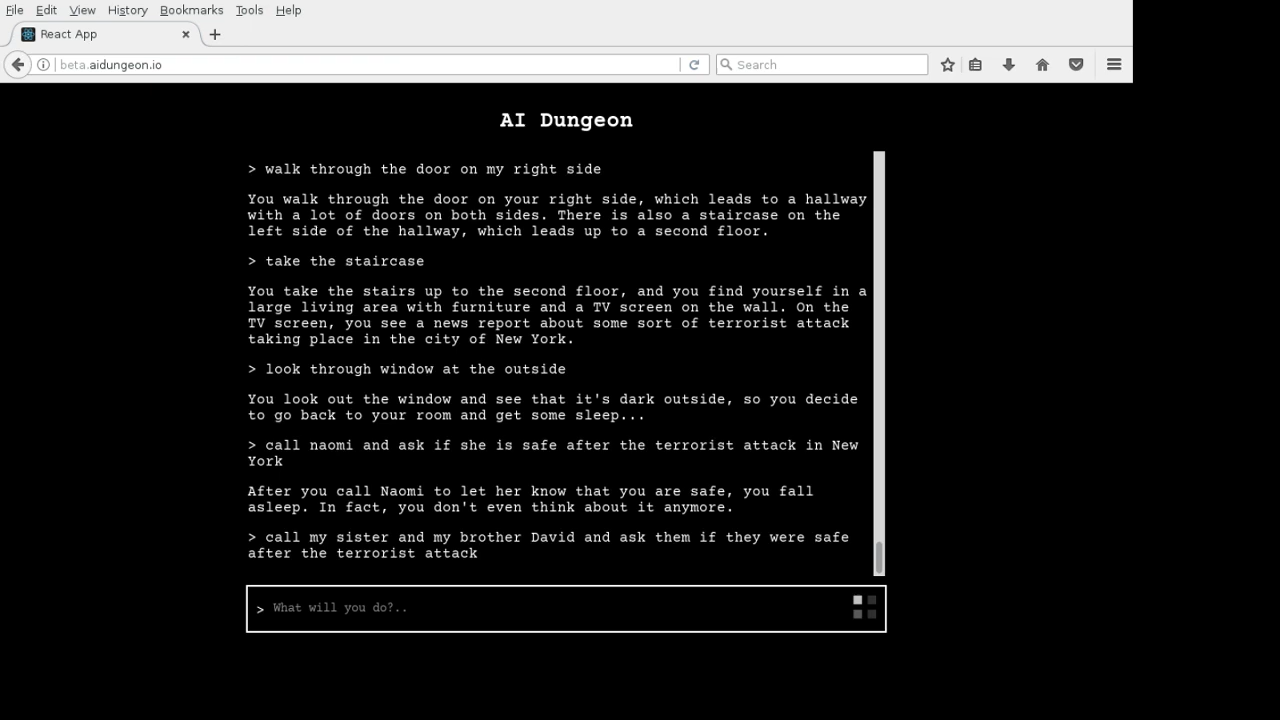 File Edit View History Bookmarks Tools Help
React App
beta.aidungeon.io
Search
AI Dungeon
> walk through the door on my right side
You walk through the door on your right side, which leads to a hallway
with a lot of doors on both sides. There is also a staircase on the
left side of the hallway, which leads up to a second floor.
> take the staircase
You take the stairs up to the second floor, and you find yourself in a
large living area with furniture and a TV screen on the wall. On the
TV screen, you see a news report about some sort of terrorist attack
taking place in the city of New York.
> look through window at the outside
You look out the window and see that it's dark outside, so you decide
to go back to your room and get some sleep...
> call naomi and ask if she is safe after the terrorist attack in New
York
After you call Naomi to let her know that you are safe, you fall
asleep. In fact, you don't even think about it anymore.
> call my sister and my brother David and ask them if they were safe
after the terrorist attack
> What will you do?..